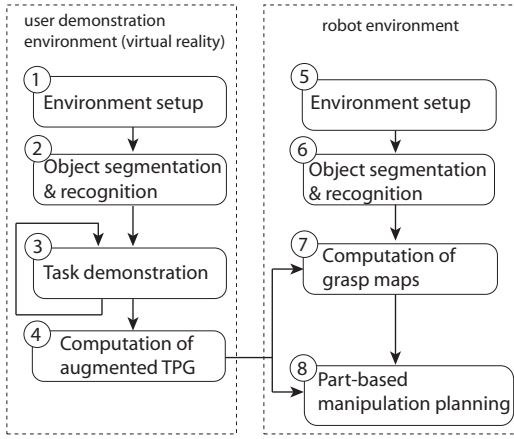 user demonstration
environment (virtual reality)
1
Environment setup
2
Object segmentation
& recognition
3
Task demonstration
4
Computation of
augmented TPG
robot environment
5
Environment setup
6
Object segmentation
& recognition
7
Computation of
grasp maps
8
Part-based
manipulation planning